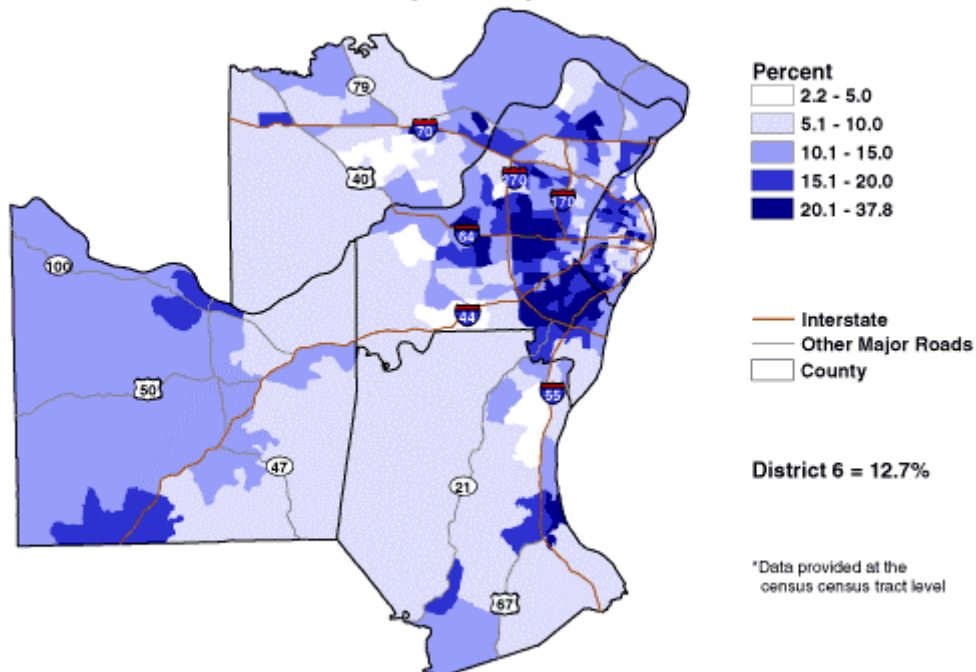 Percent
2.2 - 5.0
5.1 - 10.0
10.1 - 15.0
15.1 - 20.0
20.1 - 37.8
Interstate
Other Major Roads
County
District 6 = 12.7%
*Data provided at the
census census tract level
79
70
40
270
170
64
100
44
50
55
47
21
67